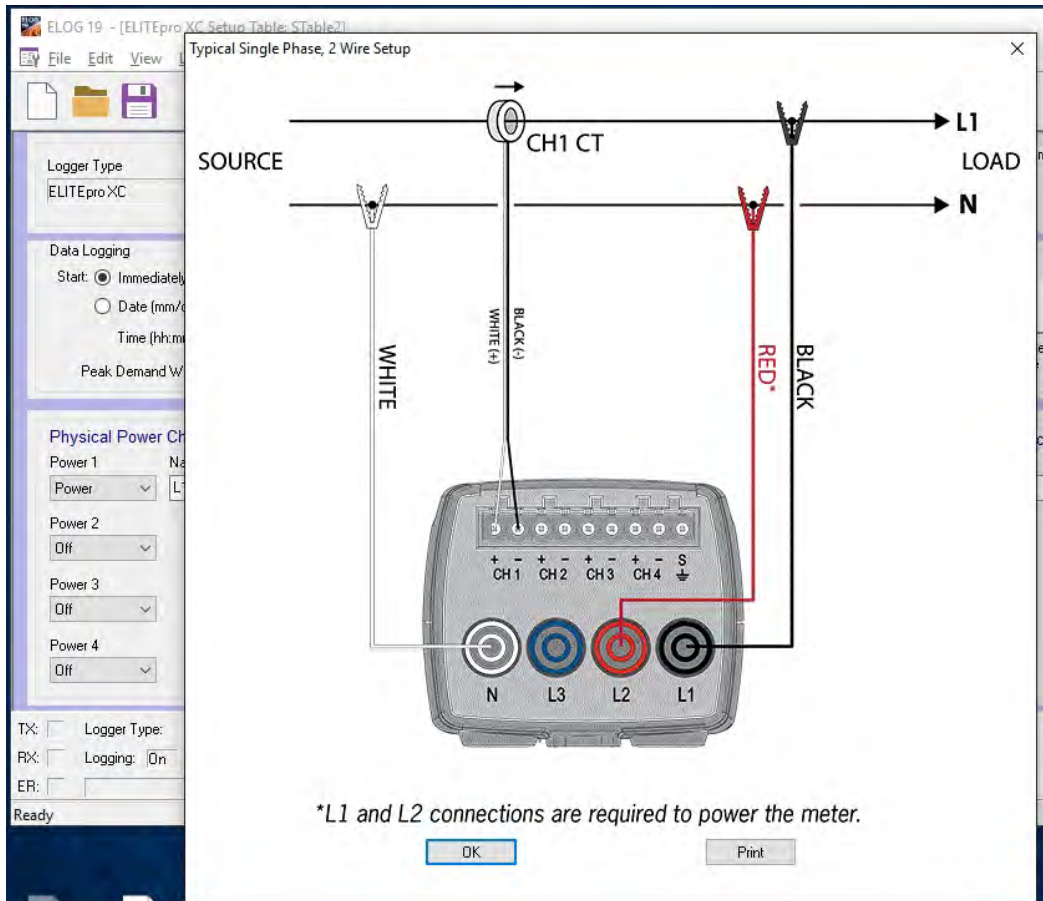 ELOG 19 - [ELITEpro XC Setup Table: STable2]
File Edit View
Typical Single Phase, 2 Wire Setup
Logger Type
ELITEpro XC
Data Logging
Start: Immediately
Date (mm/d
Time (hh:mm
Peak Demand W
Physical Power Ch
Power 1 Na
Power L1
Power 2
Off
Power 3
Off
Power 4
Off
TX: Logger Type:
RX: Logging: On
ER:
Ready
SOURCE
CH1 CT
L1
LOAD
N
WHITE
WHITE (+)
BLACK (-)
RED*
BLACK
+ - + - + - + - S
CH 1 CH 2 CH 3 CH 4
N L3 L2 L1
*L1 and L2 connections are required to power the meter.
OK Print